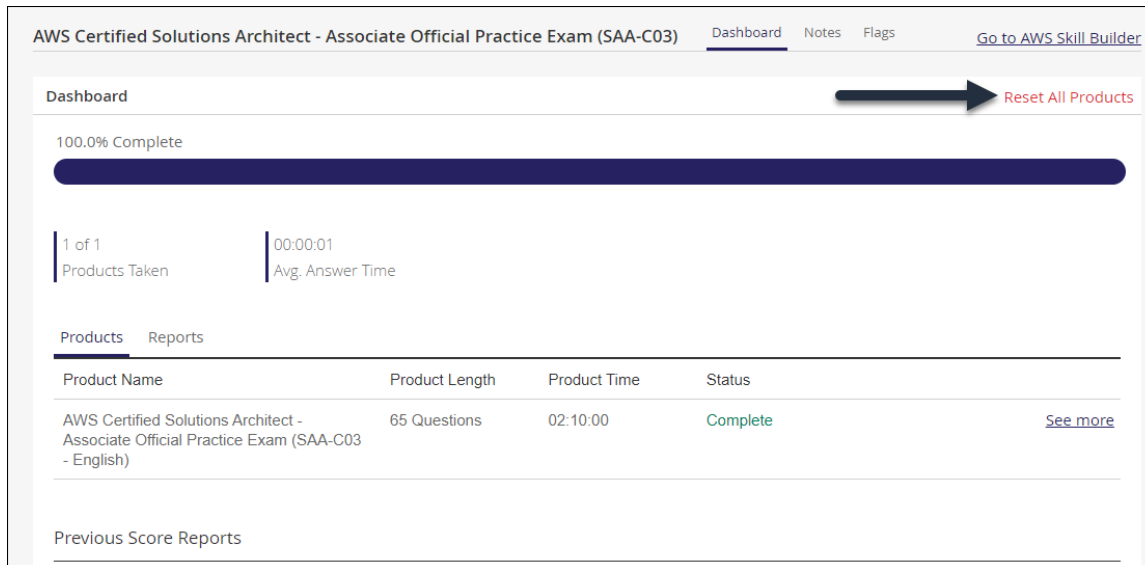 AWS Certified Solutions Architect - Associate Official Practice Exam (SAA-C03) Dashboard Notes Flags Go to AWS Skill Builder
Dashboard Reset All Products
100.0% Complete
1 of 1 00:00:01
Products Taken Avg. Answer Time
Products Reports
Product Name Product Length Product Time Status
AWS Certified Solutions Architect - 65 Questions 02:10:00 Complete See more
Associate Official Practice Exam (SAA-C03
- English)
Previous Score Reports